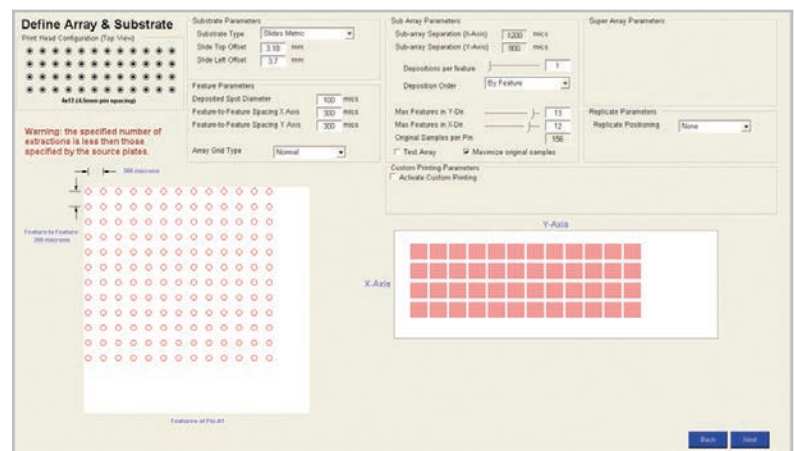 Define Array & Substrate
Print Head Configuration (Top View)
4x12 (4.5mm pin spacing)
Warning: the specified number of
extractions is less then those
specified by the source plates.
Substrate Parameters
Substrate Type Slides Metric
Slide Top Offset 3.18 mm
Slide Left Offset 3.7 mm
Feature Parameters
Deposited Spot Diameter 100 mics
Feature-to-Feature Spacing X Axis 300 mics
Feature-to-Feature Spacing Y Axis 300 mics
Array Grid Type Normal
Sub Array Parameters
Sub-array Separation (X-Axis) 1200 mics
Sub-array Separation (Y-Axis) 900 mics
Depositions per feature 1
Deposition Order By Feature
Max Features in Y-Dir. 13
Max Features in X-Dir. 12
Original Samples per Pin 156
Test Array Maximize original samples
Super Array Parameters
Replicate Parameters
Replicate Positioning None
Custom Printing Parameters
Activate Custom Printing
300 microns
Feature to Feature
300 microns
Features of Pin A1
Y-Axis
X-Axis
Back Next